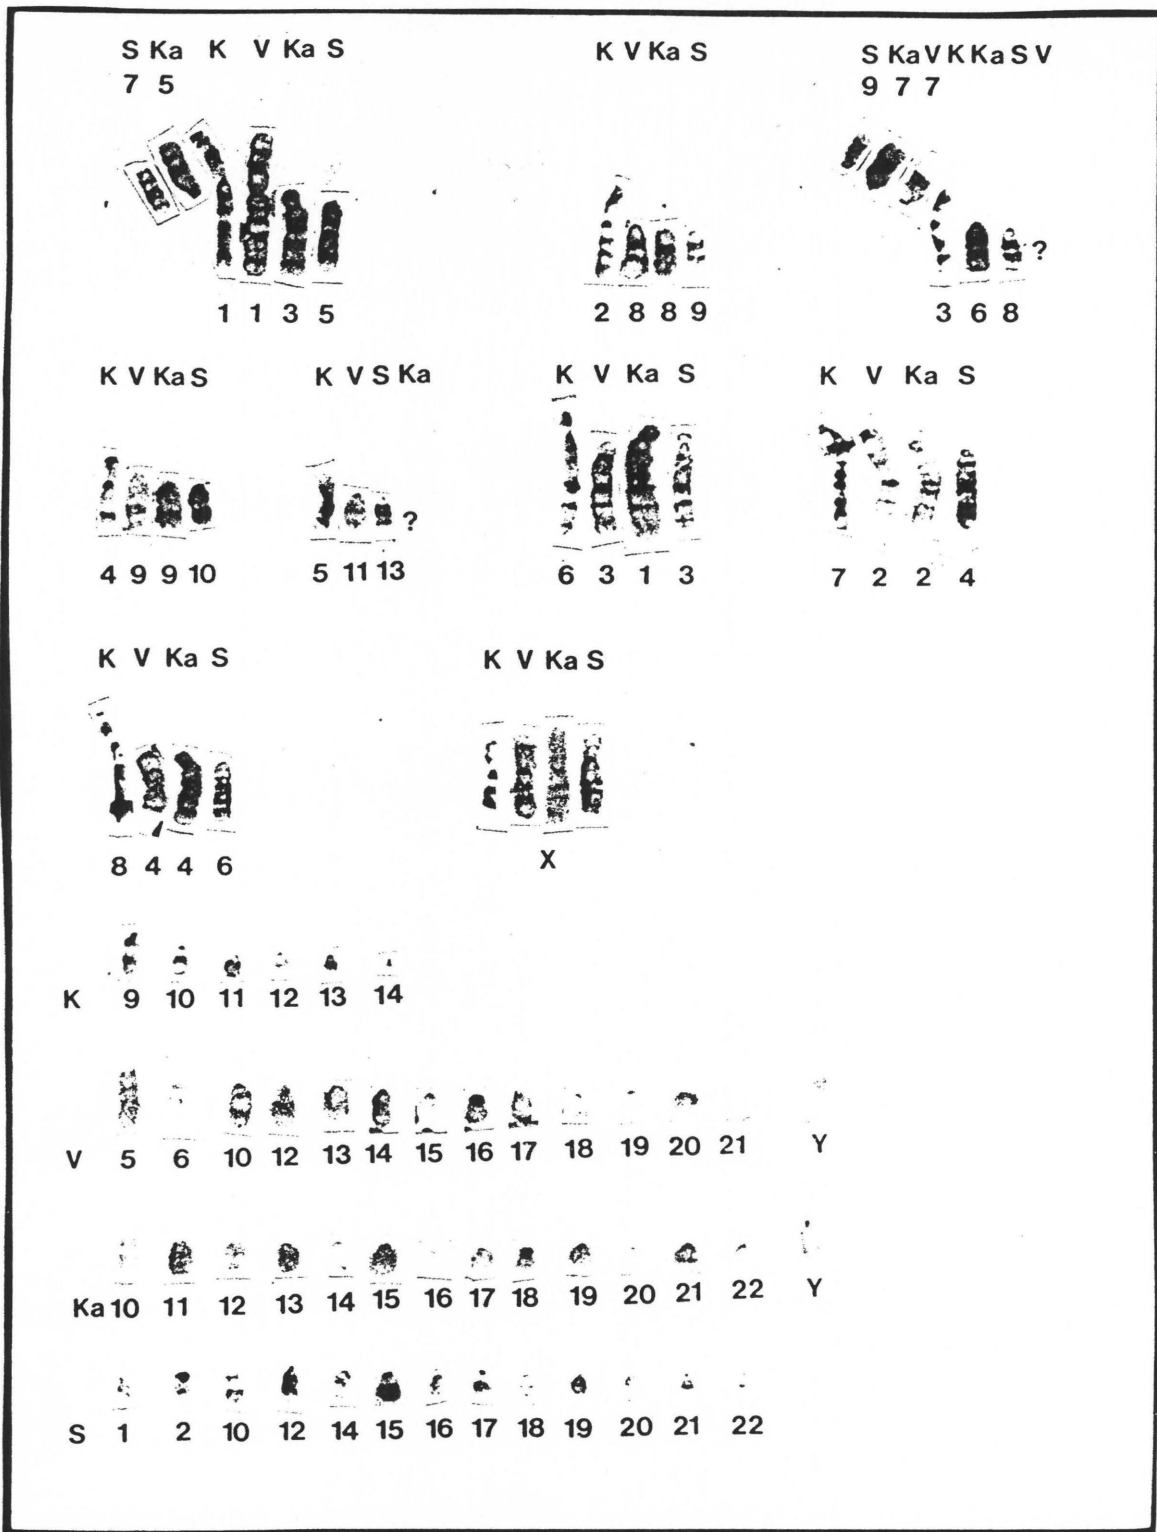 S Ka K V Ka S
7 5
1 1 3 5
K V Ka S
2 8 8 9
S Ka V K Ka S V
9 7 7
?
3 6 8
K V Ka S
4 9 9 10
K V S Ka
?
5 11 13
K V Ka S
6 3 1 3
K V Ka S
7 2 2 4
K V Ka S
8 4 4 6
K V Ka S
X
K 9 10 11 12 13 14
V 5 6 10 12 13 14 15 16 17 18 19 20 21 Y
Ka 10 11 12 13 14 15 16 17 18 19 20 21 22 Y
S 1 2 10 12 14 15 16 17 18 19 20 21 22